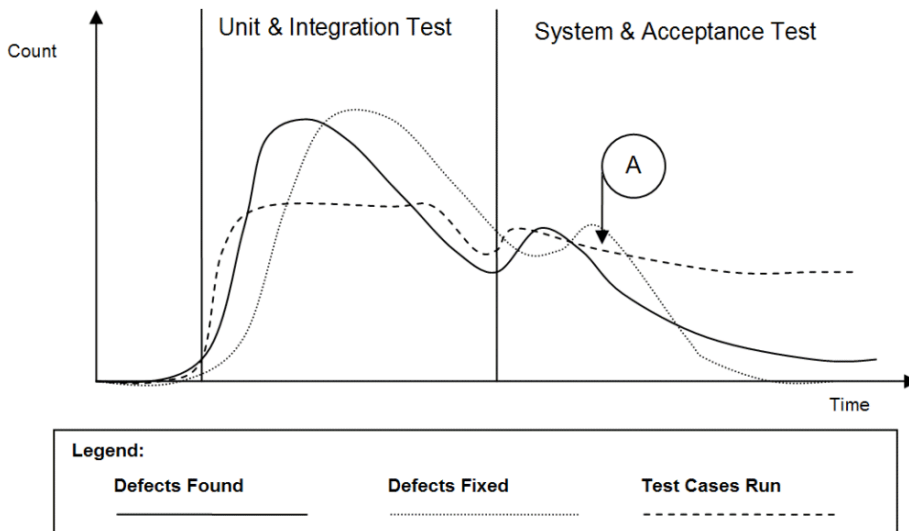 Unit & Integration Test
System & Acceptance Test
Count
A
Time
Legend:
Defects Found Defects Fixed Test Cases Run